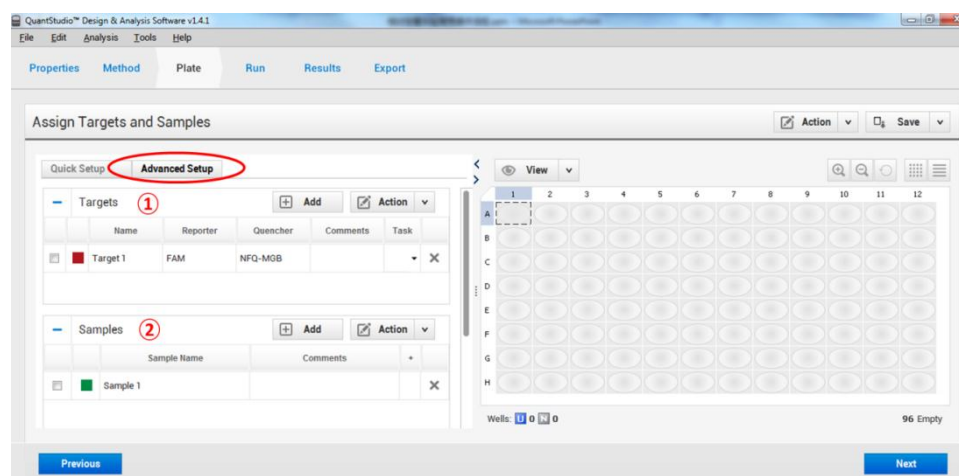 QuantStudio™ Design & Analysis Software v1.4.1
File Edit Analysis Tools Help
Properties Method Plate Run Results Export
Assign Targets and Samples
Action Save
Quick Setup Advanced Setup
View
Targets ① Add Action
Name Reporter Quencher Comments Task
Target 1 FAM NFQ-MGB
Samples ② Add Action
Sample Name Comments
Sample 1
1 2 3 4 5 6 7 8 9 10 11 12
A
B
C
D
E
F
G
H
Wells: U 0 N 0 96 Empty
Previous Next